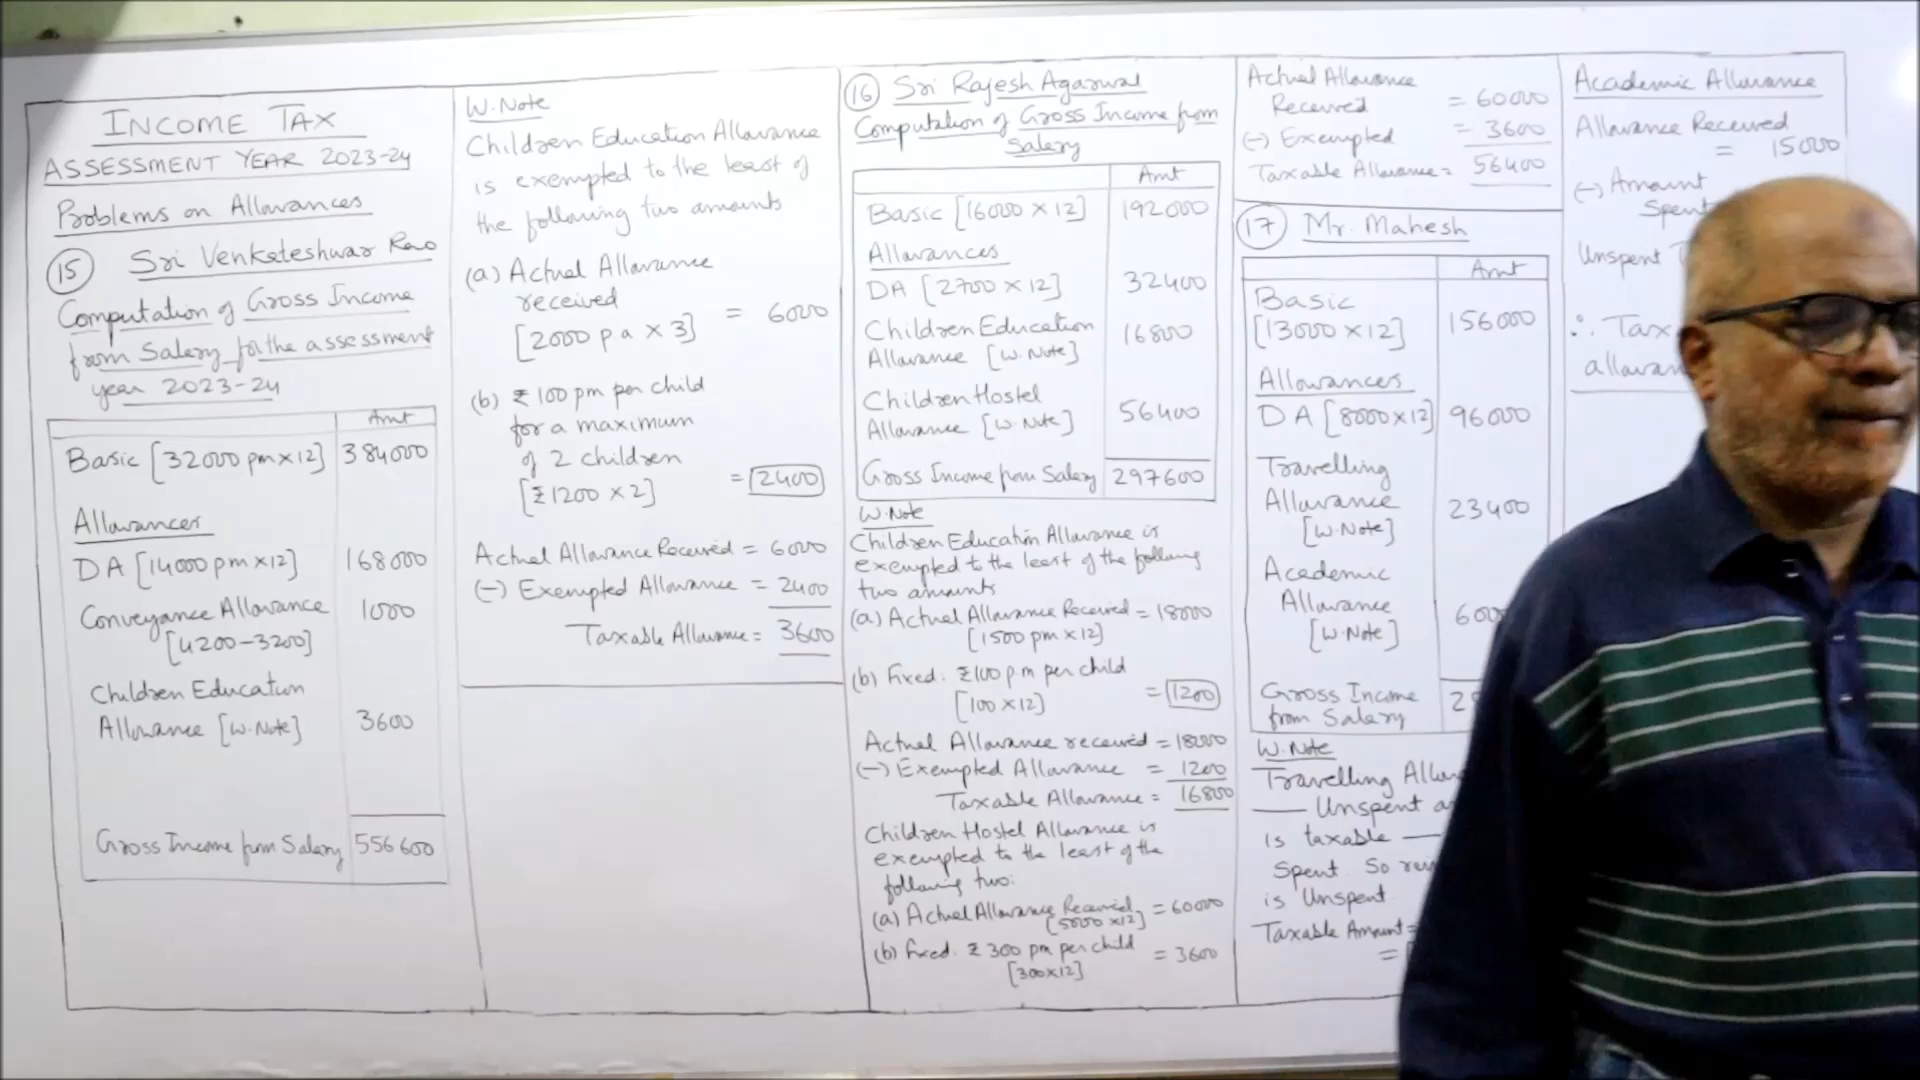 INCOME TAX
ASSESSMENT YEAR 2023-24
Problems on Allowances
(15) Sri Venkateshwar Rao
Computation of Gross Income
from Salary for the assessment
year 2023-24
Amt
Basic [32000 pm x 12] 384000
Allowances
DA [14000 pm x 12] 168000
Conveyance Allowance 1000
[4200-3200]
Children Education
Allowance [W.Note] 3600
Gross Income from Salary 556600
W.Note
Children Education Allowance
is exempted to the least of
the following two amounts
(a) Actual Allowance
received
[2000 p a x 3] = 6000
(b) ₹100 pm per child
for a maximum
of 2 children
[₹1200 x 2] = 2400
Actual Allowance Received = 6000
(-) Exempted Allowance = 2400
Taxable Allowance = 3600
(16) Sri Rajesh Agarwal
Computation of Gross Income from
Salary
Amt
Basic [16000 x 12] 192000
Allowances
DA [2700 x 12] 32400
Children Education 16800
Allowance [W.Note]
Children Hostel
Allowance [W.Note] 56400
Gross Income from Salary 297600
W.Note
Children Education Allowance is
exempted to the least of the following
two amounts
(a) Actual Allowance Received = 18000
[1500 pm x 12]
(b) Fixed: ₹100 p.m per child
[100 x 12] = 1200
Actual Allowance received = 18000
(-) Exempted Allowance = 1200
Taxable Allowance = 16800
Children Hostel Allowance is
exempted to the least of the
following two:
(a) Actual Allowance Received = 60000
[5000 x 12]
(b) fixed: ₹300 pm per child = 3600
[300x12]
Actual Allowance
Received = 60000
(-) Exempted = 3600
Taxable Allowance = 56400
(17) Mr. Mahesh
Amt
Basic
[13000 x 12] 156000
Allowances
DA [8000x12] 96000
Travelling
Allowance 23400
[W.Note]
Academic
Allowance 600
[W.Note]
Gross Income 2
from Salary
W.Note
Travelling Allo
— Unspent a
is taxable —
Spent. So
is Unspent
Taxable Amount =
= [
Academic Allowance
Allowance Received
= 15000
(-) Amount
Spent
Unspent
∴ Tax
allowan